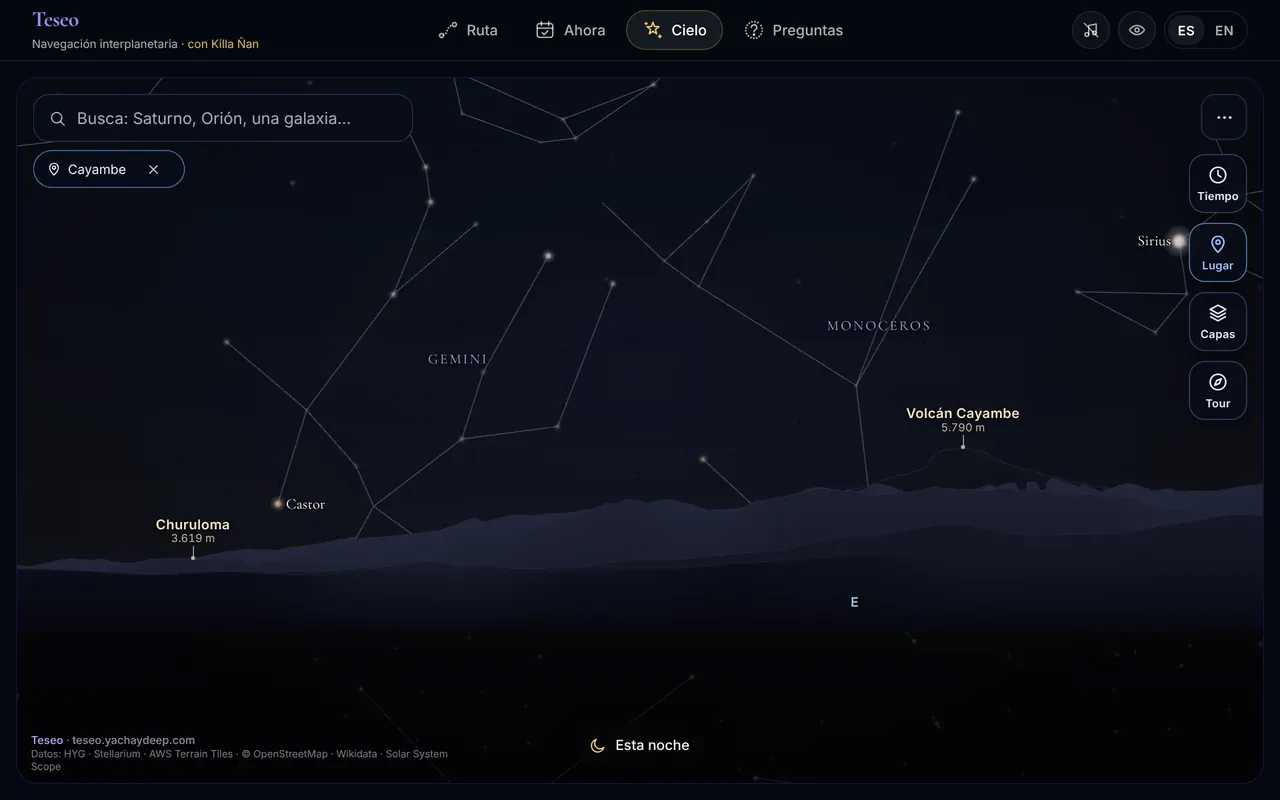 Teseo
Navegación interplanetaria · con Killa Ñan
Ruta
Ahora
Cielo
Preguntas
ES
EN
Busca: Saturno, Orión, una galaxia...
Cayambe
Tiempo
Sirius
Lugar
MONOCEROS
Capas
GEMINI
Tour
Volcán Cayambe
5.790 m
Castor
Churuloma
3.619 m
E
Teseo · teseo.yachaydeep.com
Datos: HYG · Stellarium · AWS Terrain Tiles · © OpenStreetMap · Wikidata · Solar System
Scope
Esta noche